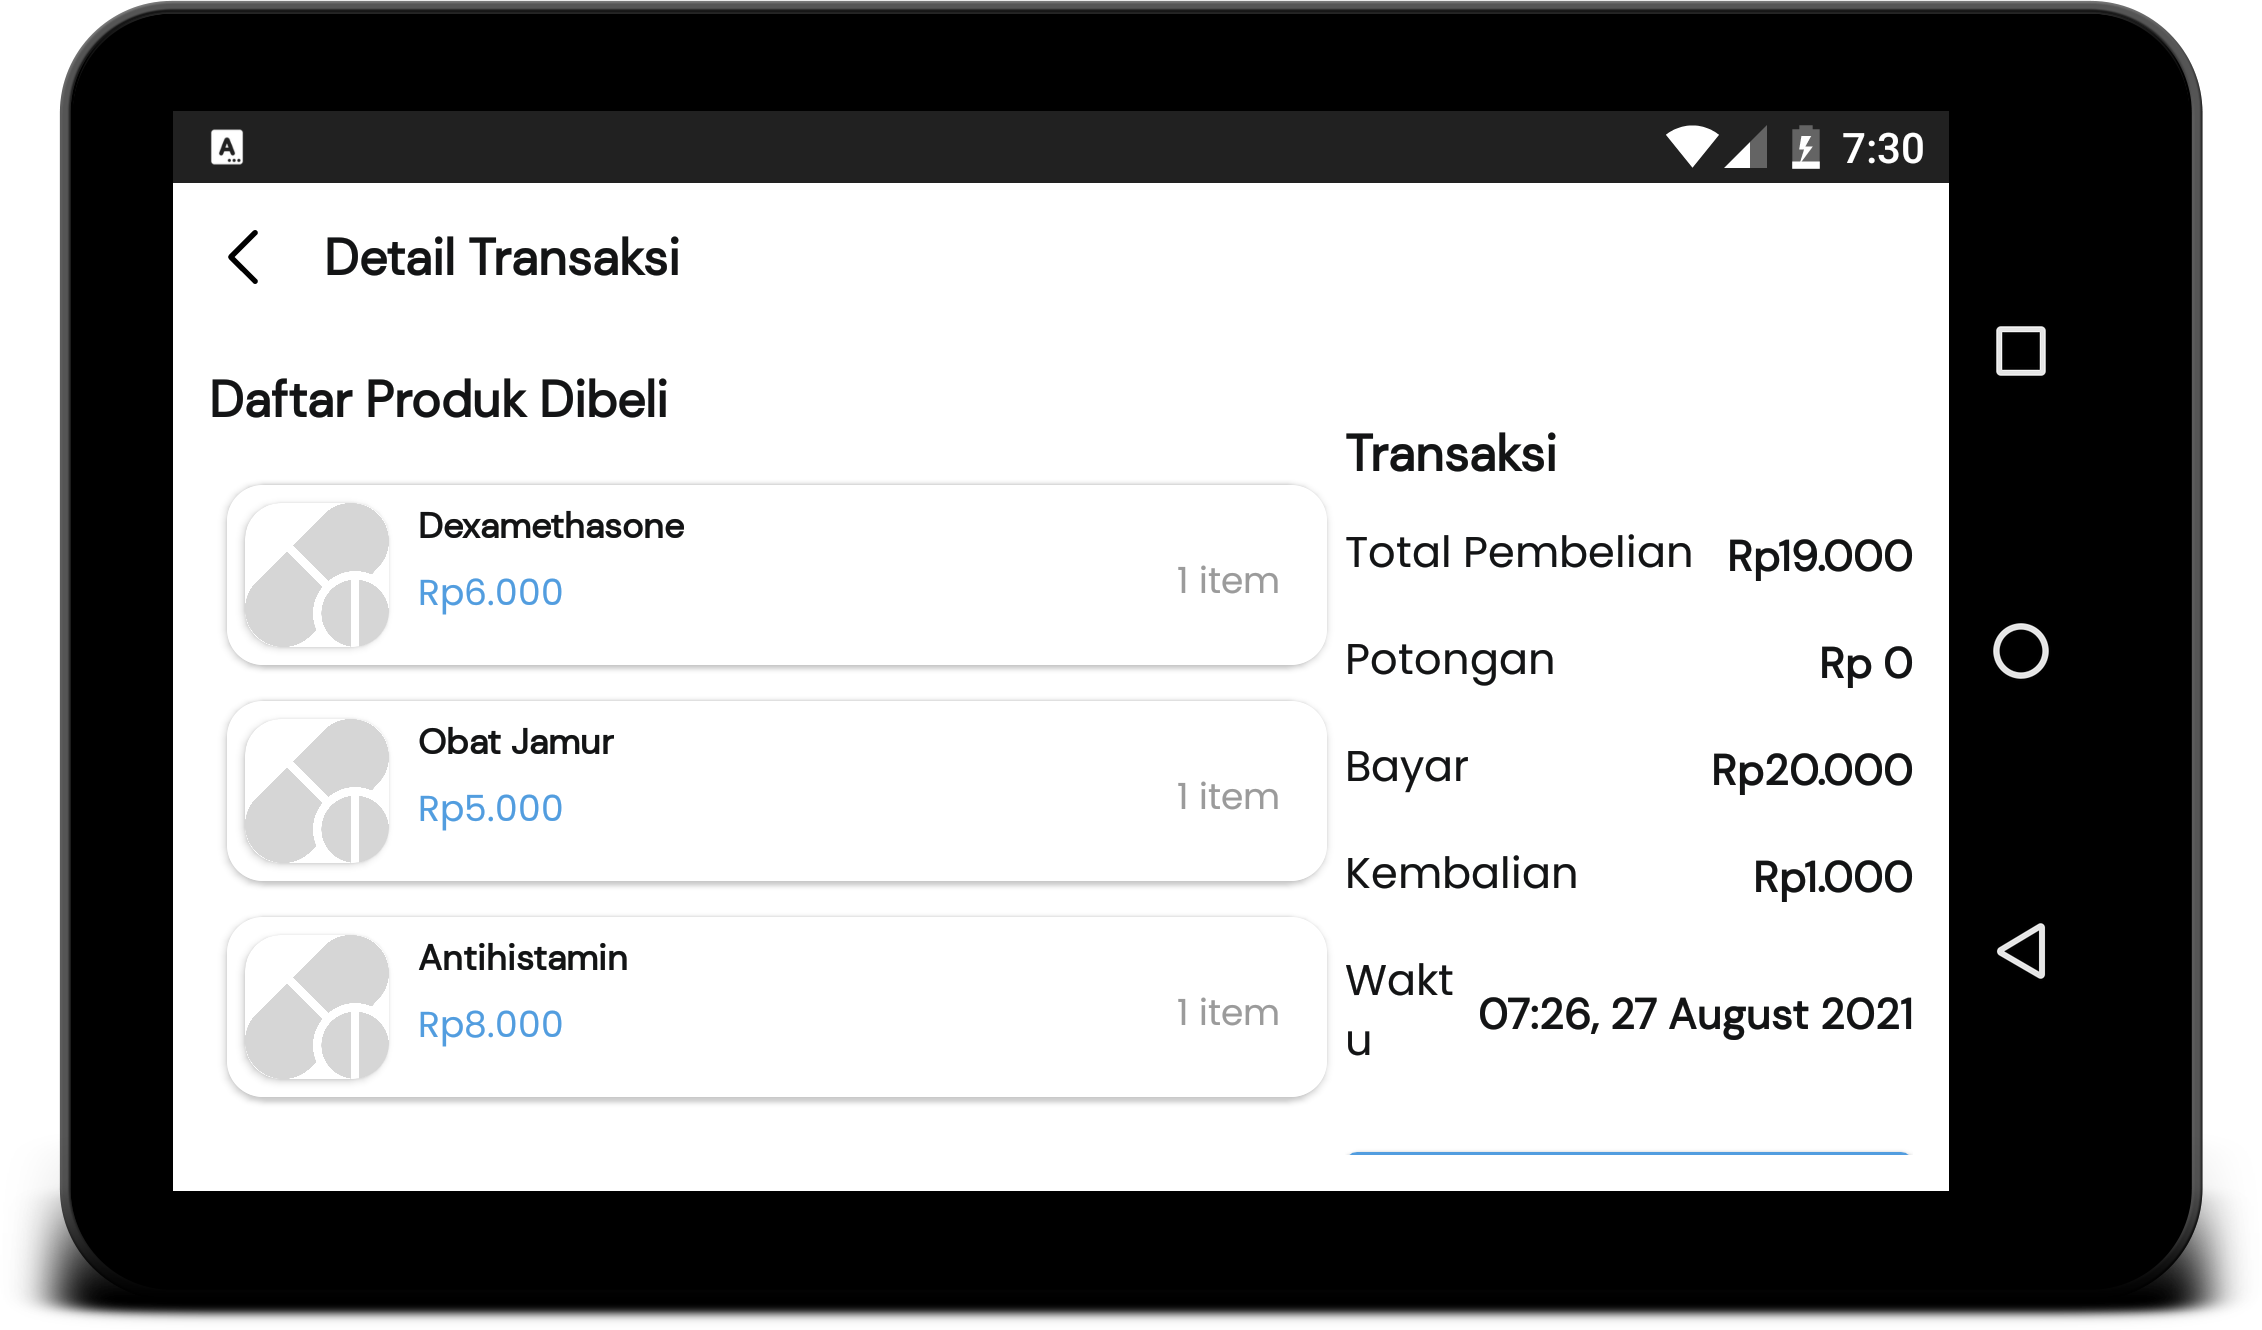 A
7:30
Detail Transaksi
Daftar Produk Dibeli
Dexamethasone
Rp6.000
1 item
Obat Jamur
Rp5.000
1 item
Antihistamin
Rp8.000
1 item
Transaksi
Total Pembelian Rp19.000
Potongan Rp 0
Bayar Rp20.000
Kembalian Rp1.000
Wakt
u
07:26, 27 August 2021